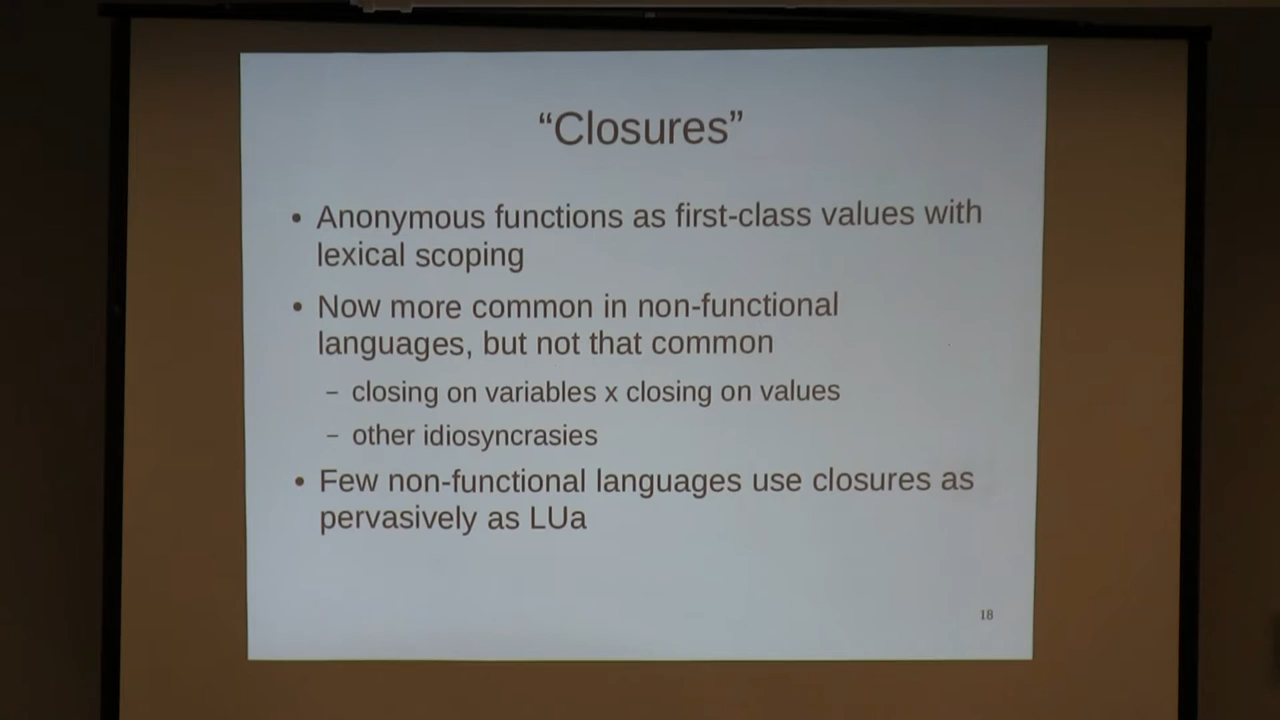 “Closures”
• Anonymous functions as first-class values with
lexical scoping
• Now more common in non-functional
languages, but not that common
– closing on variables x closing on values
– other idiosyncrasies
• Few non-functional languages use closures as
pervasively as LUa
18